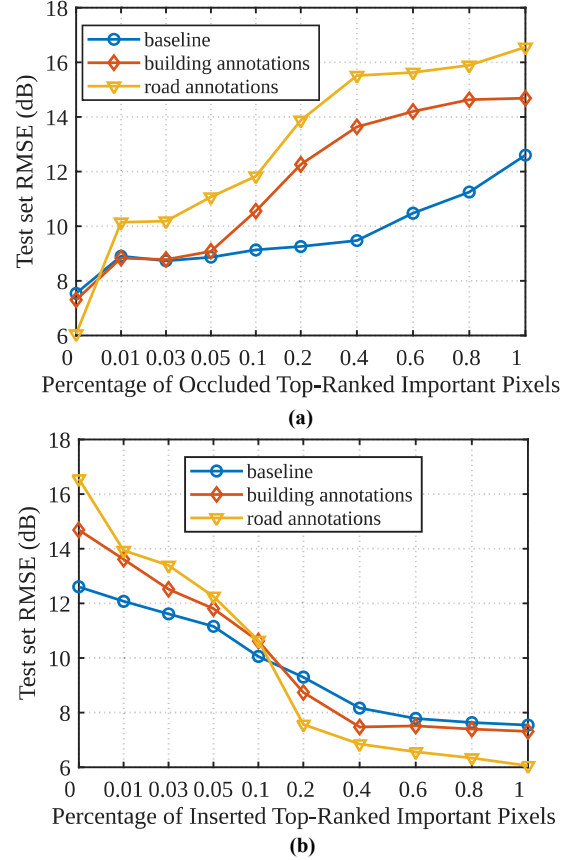 18
16
14
12
10
8
6
Test set RMSE (dB)
baseline
building annotations
road annotations
0 0.01 0.03 0.05 0.1 0.2 0.4 0.6 0.8 1
Percentage of Occluded Top-Ranked Important Pixels
(a)
18
16
14
12
10
8
6
Test set RMSE (dB)
baseline
building annotations
road annotations
0 0.01 0.03 0.05 0.1 0.2 0.4 0.6 0.8 1
Percentage of Inserted Top-Ranked Important Pixels
(b)